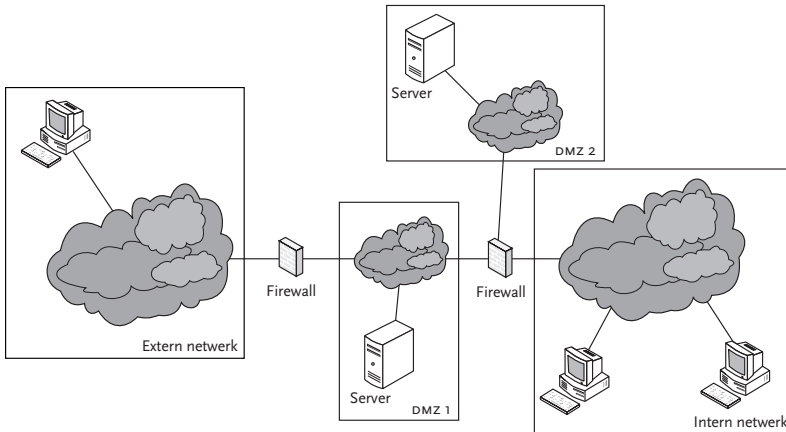 Server
DMZ 2
Extern netwerk
Firewall
Server
DMZ 1
Firewall
Intern netwerk